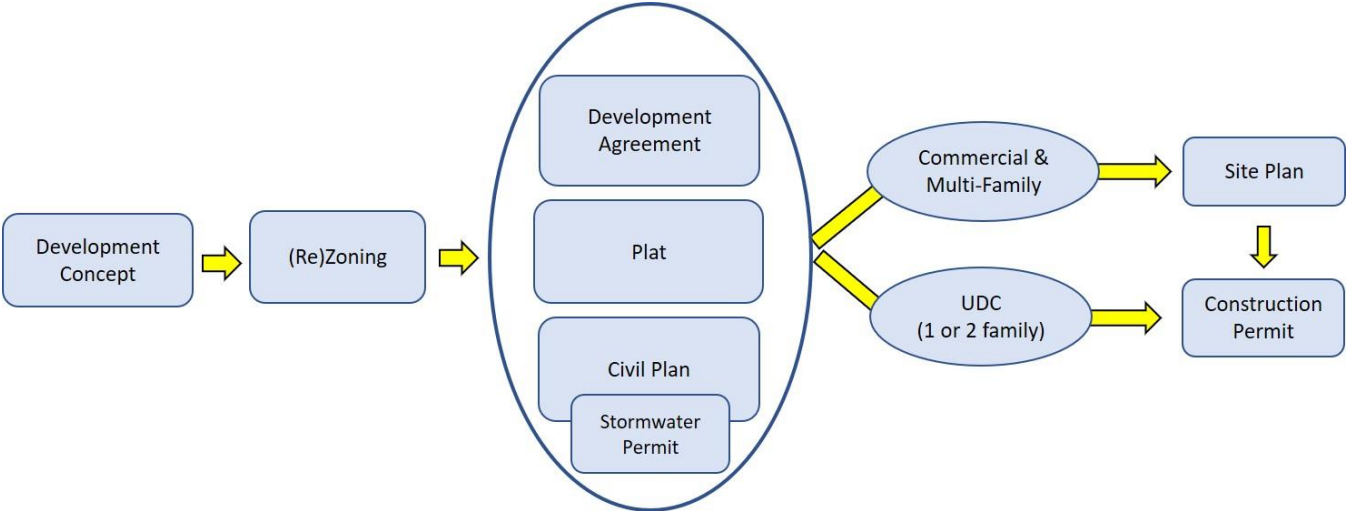 Development
Concept
(Re)Zoning
Development
Agreement
Plat
Civil Plan
Stormwater
Permit
Commercial &
Multi-Family
UDC
(1 or 2 family)
Site Plan
Construction
Permit